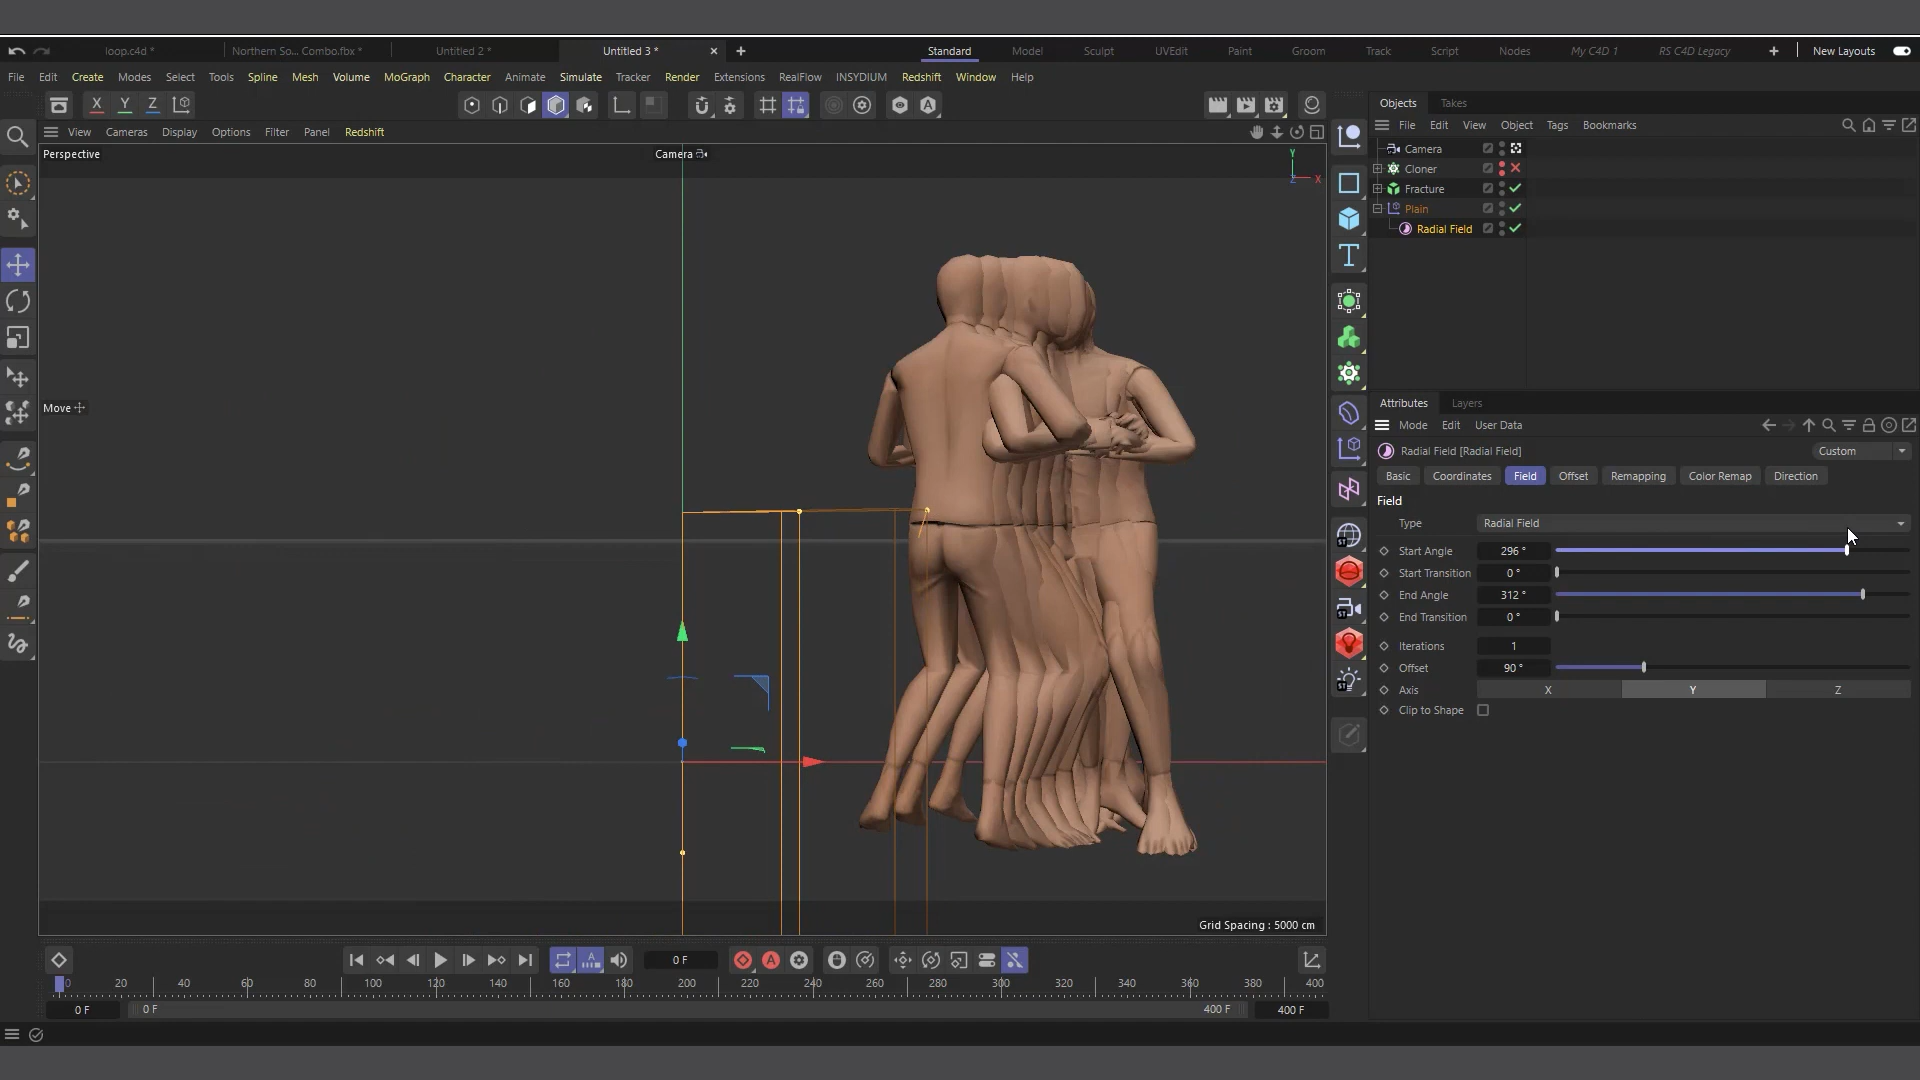 loop.c4d *
Northern So... Combo.fbx *
Untitled 2 *
Untitled 3 *
Standard
Model
Sculpt
UVEdit
Paint
Groom
Track
Script
Nodes
My C4D 1
RS C4D Legacy
New Layouts
File Edit Create Modes Select Tools Spline Mesh Volume MoGraph Character Animate Simulate Tracker Render Extensions RealFlow INSYDIUM Redshift Window Help
X Y Z
View Cameras Display Options Filter Panel Redshift
Perspective
Camera
Y
Z X
Move
Grid Spacing : 5000 cm
Objects Takes
File Edit View Object Tags Bookmarks
Camera
Cloner
Fracture
Plain
Radial Field
Attributes Layers
Mode Edit User Data
Radial Field [Radial Field]
Custom
Basic Coordinates Field Offset Remapping Color Remap Direction
Field
Type Radial Field
Start Angle 296 °
Start Transition 0 °
End Angle 312 °
End Transition 0 °
Iterations 1
Offset 90 °
Axis X Y Z
Clip to Shape
0 F
0 20 40 60 80 100 120 140 160 180 200 220 240 260 280 300 320 340 360 380 400
0 F 0 F 400 F 400 F